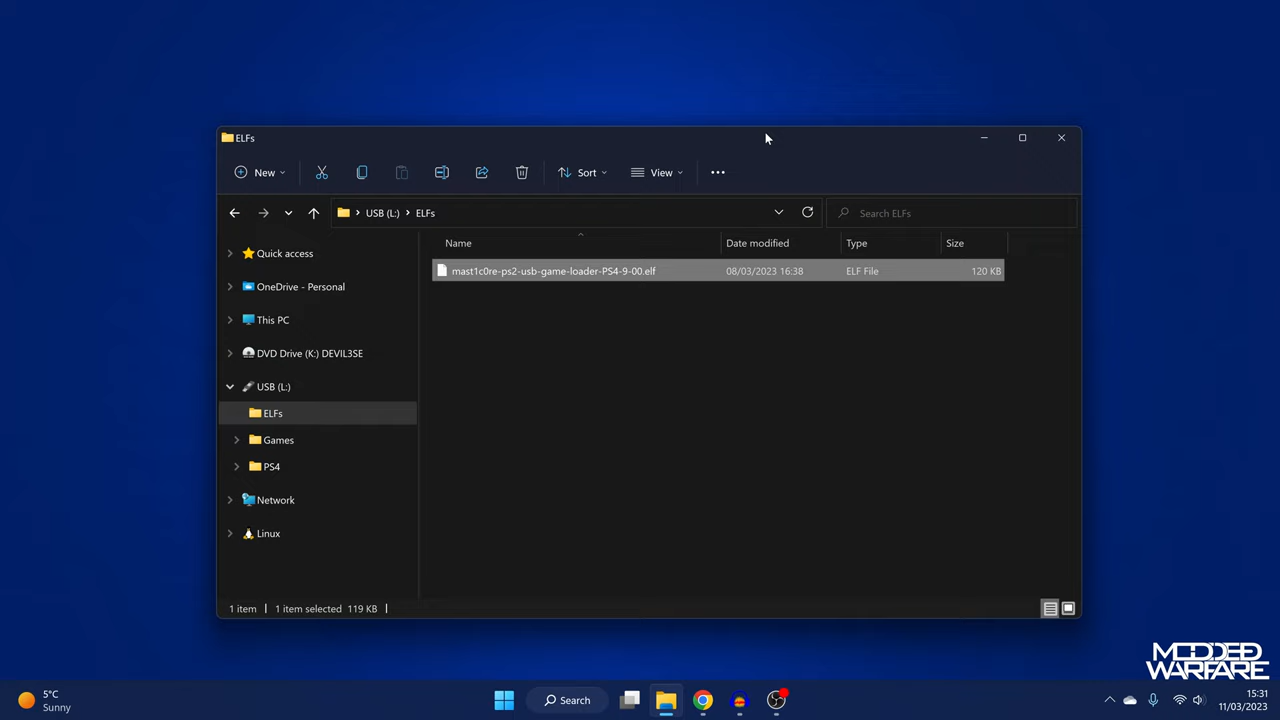 ELFs
New
Sort
View
USB (L:)
ELFs
Search ELFs
Name
Date modified
Type
Size
mast1c0re-ps2-usb-game-loader-PS4-9-00.elf
08/03/2023 16:38
ELF File
120 KB
Quick access
OneDrive - Personal
This PC
DVD Drive (K:) DEVIL3SE
USB (L:)
ELFs
Games
PS4
Network
Linux
1 item
1 item selected 119 KB
MODDED
WARFARE
5°C
Sunny
Search
15:31
11/03/2023